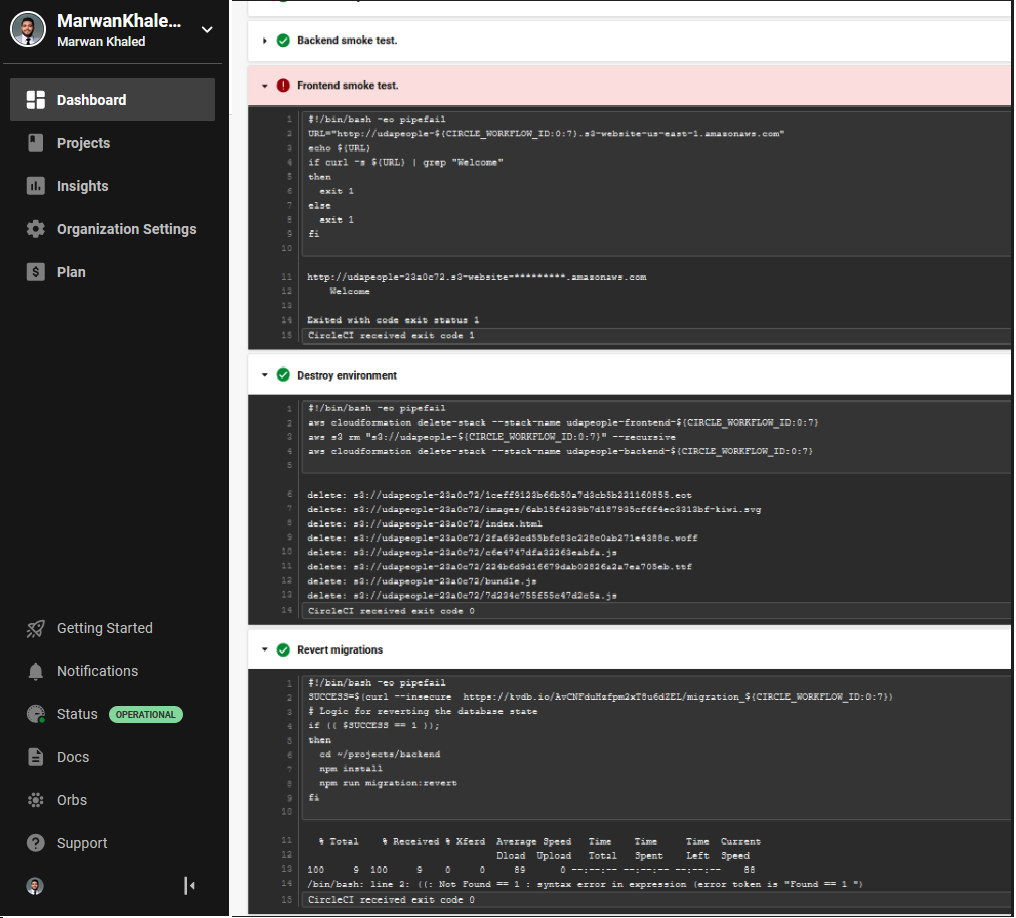 MarwanKhale...
Marwan Khaled
Dashboard
Projects
Insights
Organization Settings
Plan
Getting Started
Notifications
Status OPERATIONAL
Docs
Orbs
Support
Backend smoke test.
Frontend smoke test.
1 #!/bin/bash -eo pipefail
2 URL="http://udapeople-${CIRCLE_WORKFLOW_ID:0:7}.s3-website-us-east-1.amazonaws.com"
3 echo ${URL}
4 if curl -s ${URL} | grep "Welcome"
5 then
6 exit 1
7 else
8 exit 1
9 fi
10
11 http://udapeople-23a0c72.s3-website-*********.amazonaws.com
12 Welcome
13
14 Exited with code exit status 1
15 CircleCI received exit code 1
Destroy environment
1 #!/bin/bash -eo pipefail
2 aws cloudformation delete-stack --stack-name udapeople-frontend-${CIRCLE_WORKFLOW_ID:0:7}
3 aws s3 rm "s3://udapeople-${CIRCLE_WORKFLOW_ID:0:7}" --recursive
4 aws cloudformation delete-stack --stack-name udapeople-backend-${CIRCLE_WORKFLOW_ID:0:7}
5
6 delete: s3://udapeople-23a0c72/1ceff9123b66b50a7d3cb5b221160855.eot
7 delete: s3://udapeople-23a0c72/images/6ab15f4239b7d187935cf6f4ec3313bf-kiwi.svg
8 delete: s3://udapeople-23a0c72/index.html
9 delete: s3://udapeople-23a0c72/2fa692cd55bfc83c228c0ab271e4388c.woff
10 delete: s3://udapeople-23a0c72/c6e4747dfa32263eabfa.js
11 delete: s3://udapeople-23a0c72/224b6d9d16679dab02826a2a7ea705eb.ttf
12 delete: s3://udapeople-23a0c72/bundle.js
13 delete: s3://udapeople-23a0c72/7d234c755f55c47d2c5a.js
14 CircleCI received exit code 0
Revert migrations
1 #!/bin/bash -eo pipefail
2 SUCCESS=$(curl --insecure https://kvdb.io/AvCNFduHsfpm2xT8u6dZEL/migration_${CIRCLE_WORKFLOW_ID:0:7})
3 # Logic for reverting the database state
4 if (( $SUCCESS == 1 ));
5 then
6 cd ~/projects/backend
7 npm install
8 npm run migration:revert
9 fi
10
11 % Total % Received % Xferd Average Speed Time Time Time Current
12 Dload Upload Total Spent Left Speed
13 100 9 100 9 0 0 89 0 --:--:-- --:--:-- --:--:-- 88
14 /bin/bash: line 2: ((: Not Found == 1 : syntax error in expression (error token is "Found == 1 ")
15 CircleCI received exit code 0